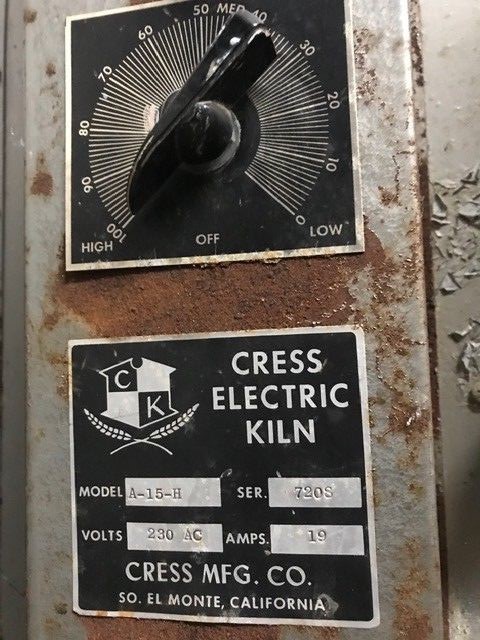 50 MED 40
60
30
70
20
80
10
90
100
0
HIGH
OFF
LOW
C
K
CRESS
ELECTRIC
KILN
MODEL A-15-H SER. 7208
VOLTS 230 AC AMPS. 19
CRESS MFG. CO.
SO. EL MONTE, CALIFORNIA